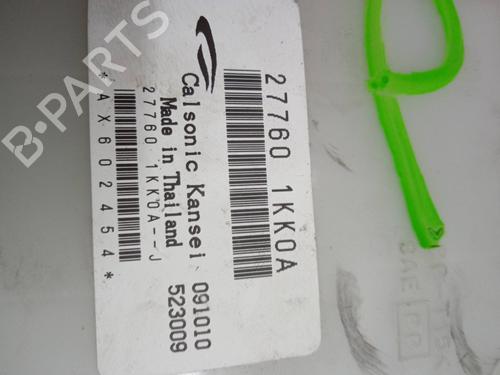 27760 1KK0A
Calsonic Kansei 091010
Made in Thailand 523009
27760 1KK0A--J
*AX602454*
B-PARTS